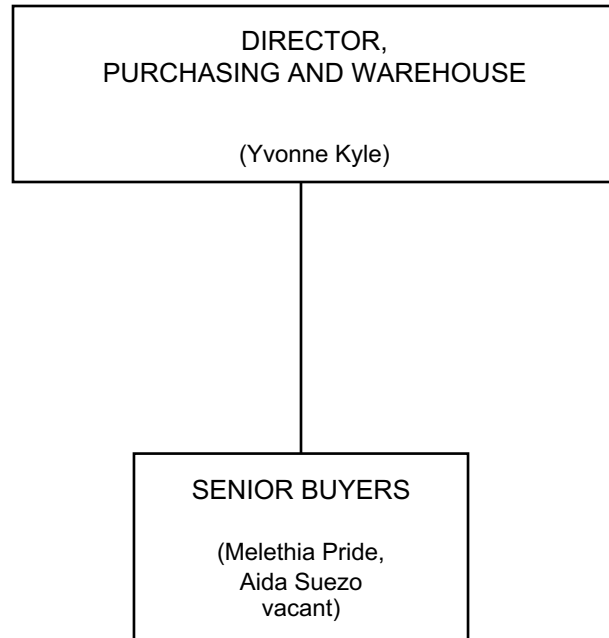 DIRECTOR,
PURCHASING AND WAREHOUSE
(Yvonne Kyle)
SENIOR BUYERS
(Melethia Pride,
Aida Suezo
vacant)